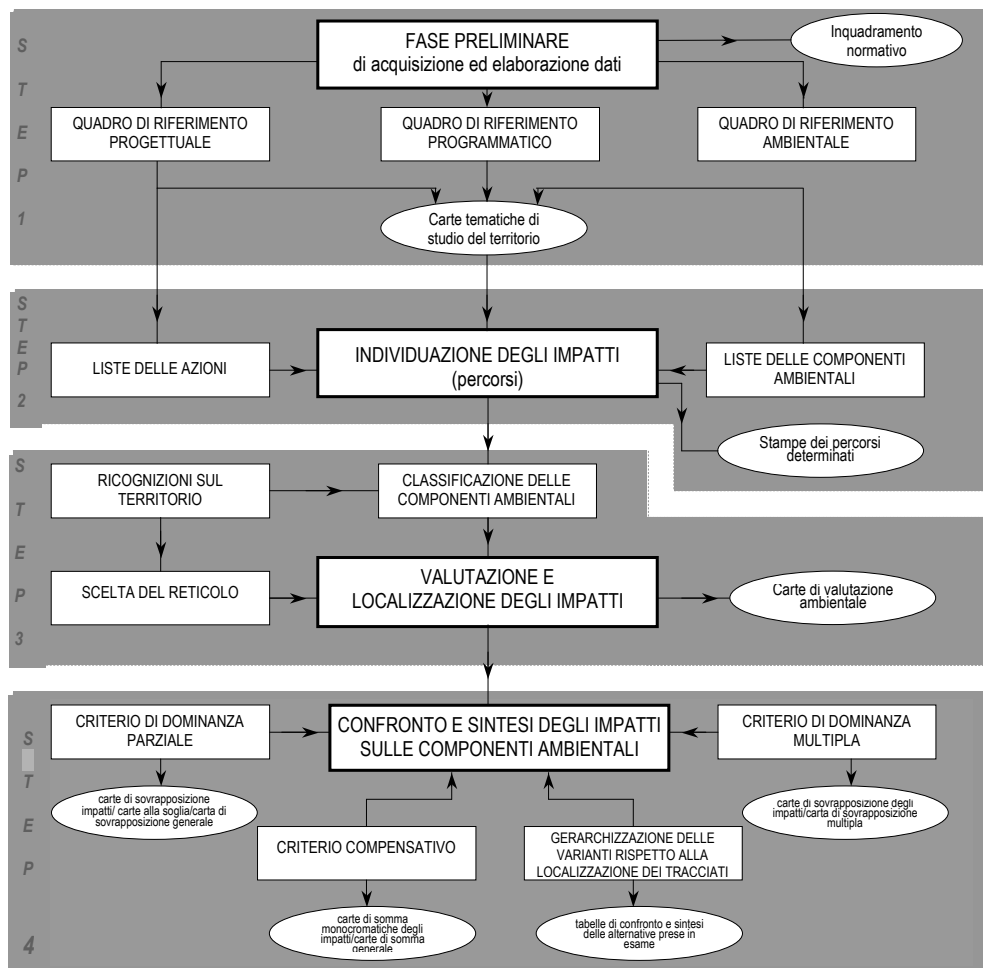 STEP 1
FASE PRELIMINARE
di acquisizione ed elaborazione dati
Inquadramento
normativo
QUADRO DI RIFERIMENTO
PROGETTUALE
QUADRO DI RIFERIMENTO
PROGRAMMATICO
QUADRO DI RIFERIMENTO
AMBIENTALE
Carte tematiche di
studio del territorio
STEP 2
LISTE DELLE AZIONI
INDIVIDUAZIONE DEGLI IMPATTI
(percorsi)
LISTE DELLE COMPONENTI
AMBIENTALI
Stampe dei percorsi
determinati
STEP 3
RICOGNIZIONI SUL
TERRITORIO
CLASSIFICAZIONE DELLE
COMPONENTI AMBIENTALI
SCELTA DEL RETICOLO
VALUTAZIONE E
LOCALIZZAZIONE DEGLI IMPATTI
Carte di valutazione
ambientale
STEP 4
CRITERIO DI DOMINANZA
PARZIALE
CONFRONTO E SINTESI DEGLI IMPATTI
SULLE COMPONENTI AMBIENTALI
CRITERIO DI DOMINANZA
MULTIPLA
carte di sovrapposizione
impatti/ carte alla soglia/carta di
sovrapposizione generale
carte di sovrapposizione degli
impatti/carta di sovrapposizione
multipla
CRITERIO COMPENSATIVO
GERARCHIZZAZIONE DELLE
VARIANTI RISPETTO ALLA
LOCALIZZAZIONE DEI TRACCIATI
carte di somma
monocromatiche degli
impatti/carte di somma
generale
tabelle di confronto e sintesi
delle alternative prese in
esame